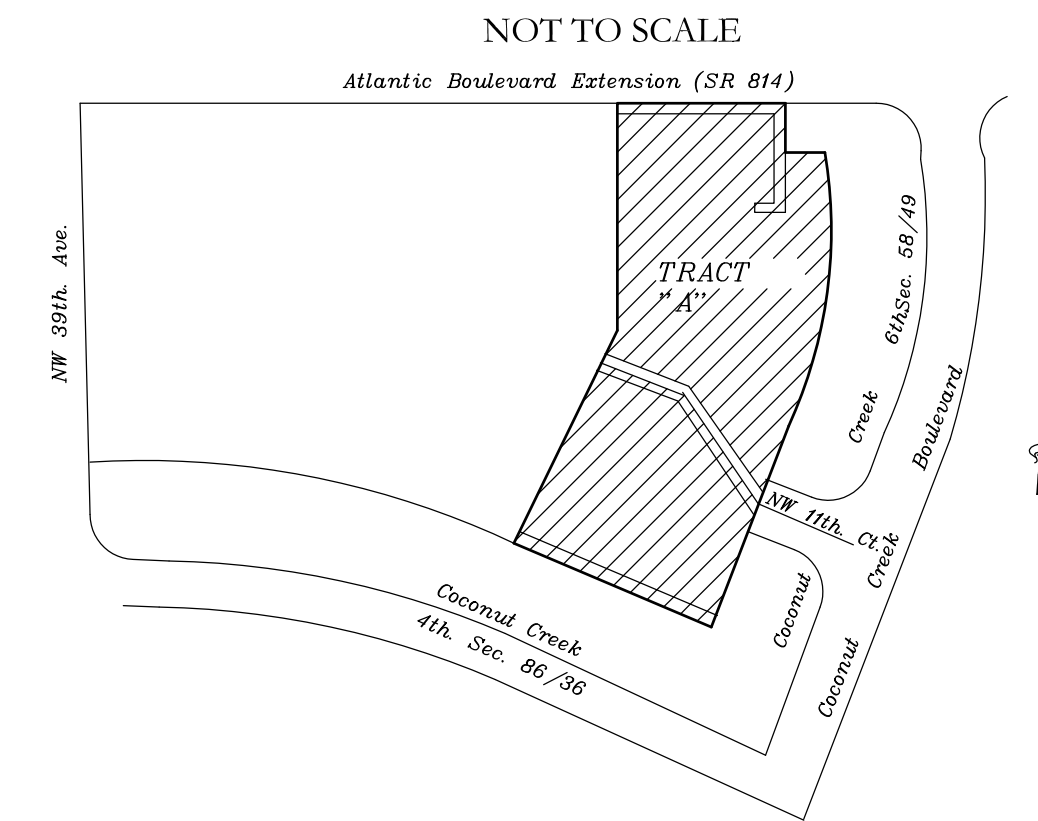 NOT TO SCALE
Atlantic Boulevard Extension (SR 814)
NW 39th. Ave.
TRACT
"A"
6thSec. 58/49
Creek
Boulevard
NW 11th. Ct.
Creek
Coconut
Coconut
Coconut Creek
4th. Sec. 86/36